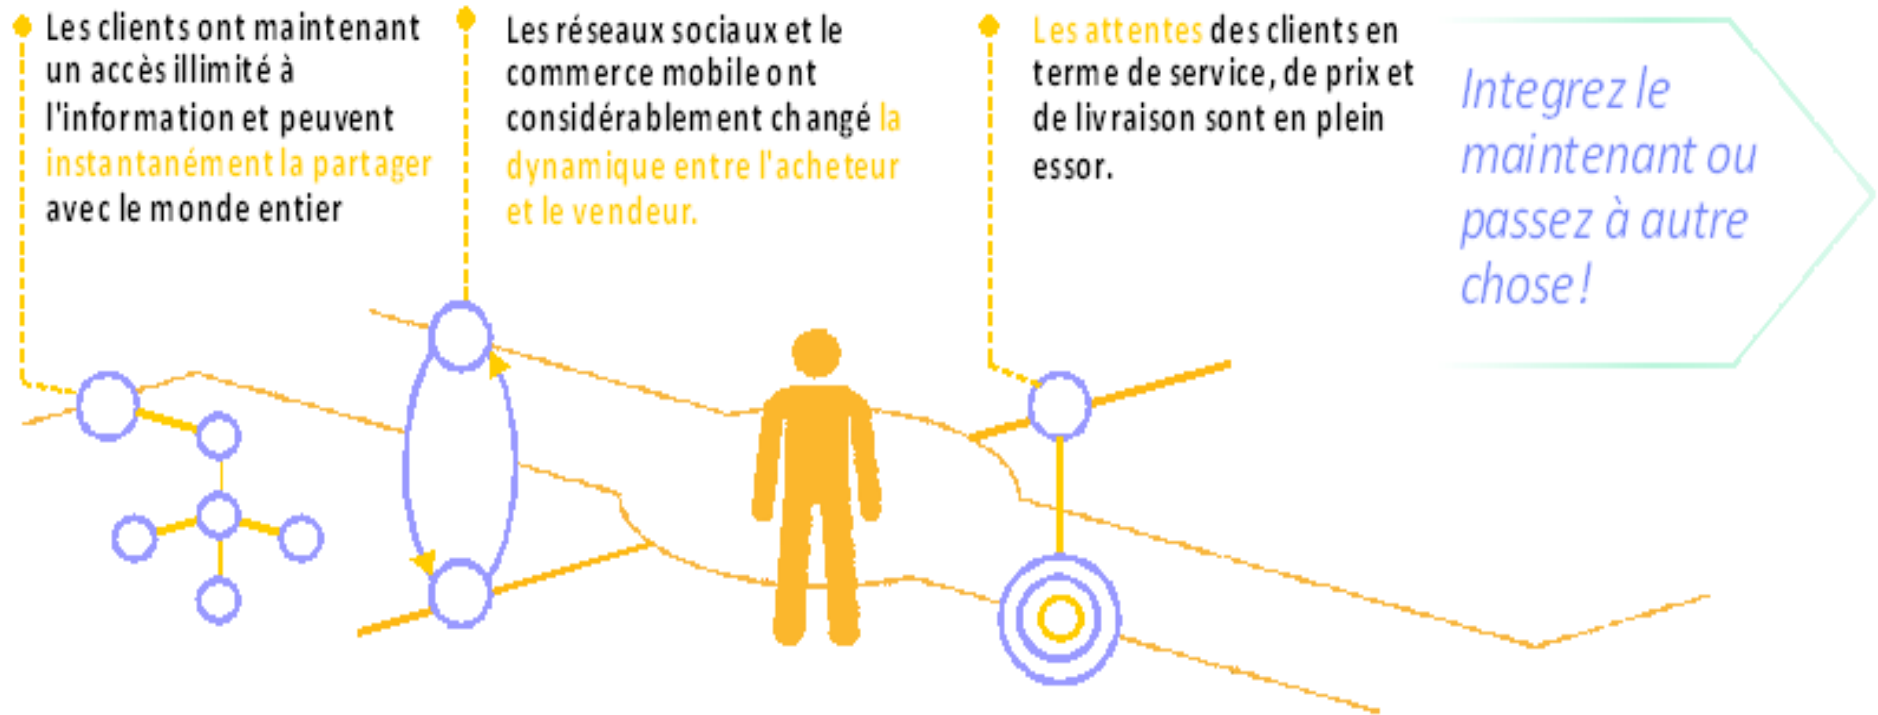 Les clients ont maintenant
un accès illimité à
l'information et peuvent
instantanément la partager
avec le monde entier
Les réseaux sociaux et le
commerce mobile ont
considérablement changé la
dynamique entre l'acheteur
et le vendeur.
Les attentes des clients en
terme de service, de prix et
de livraison sont en plein
essor.
Integrez le
maintenant ou
passez à autre
chose!